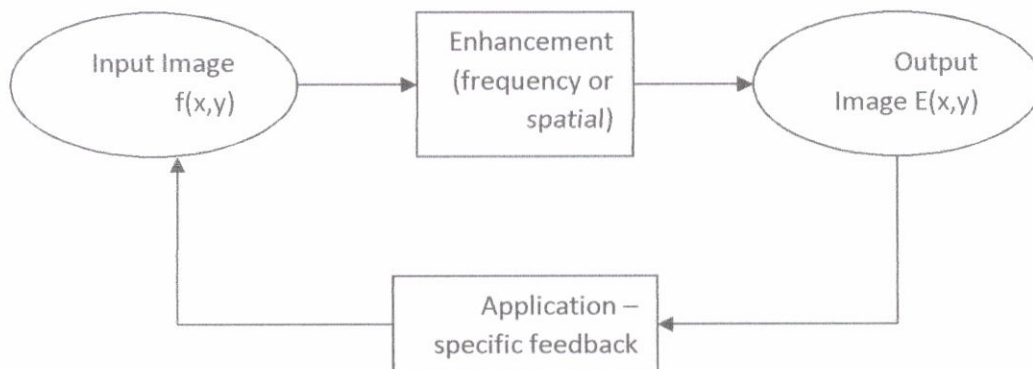 Input Image
f(x,y)
Enhancement
(frequency or
spatial)
Output
Image E(x,y)
Application –
specific feedback